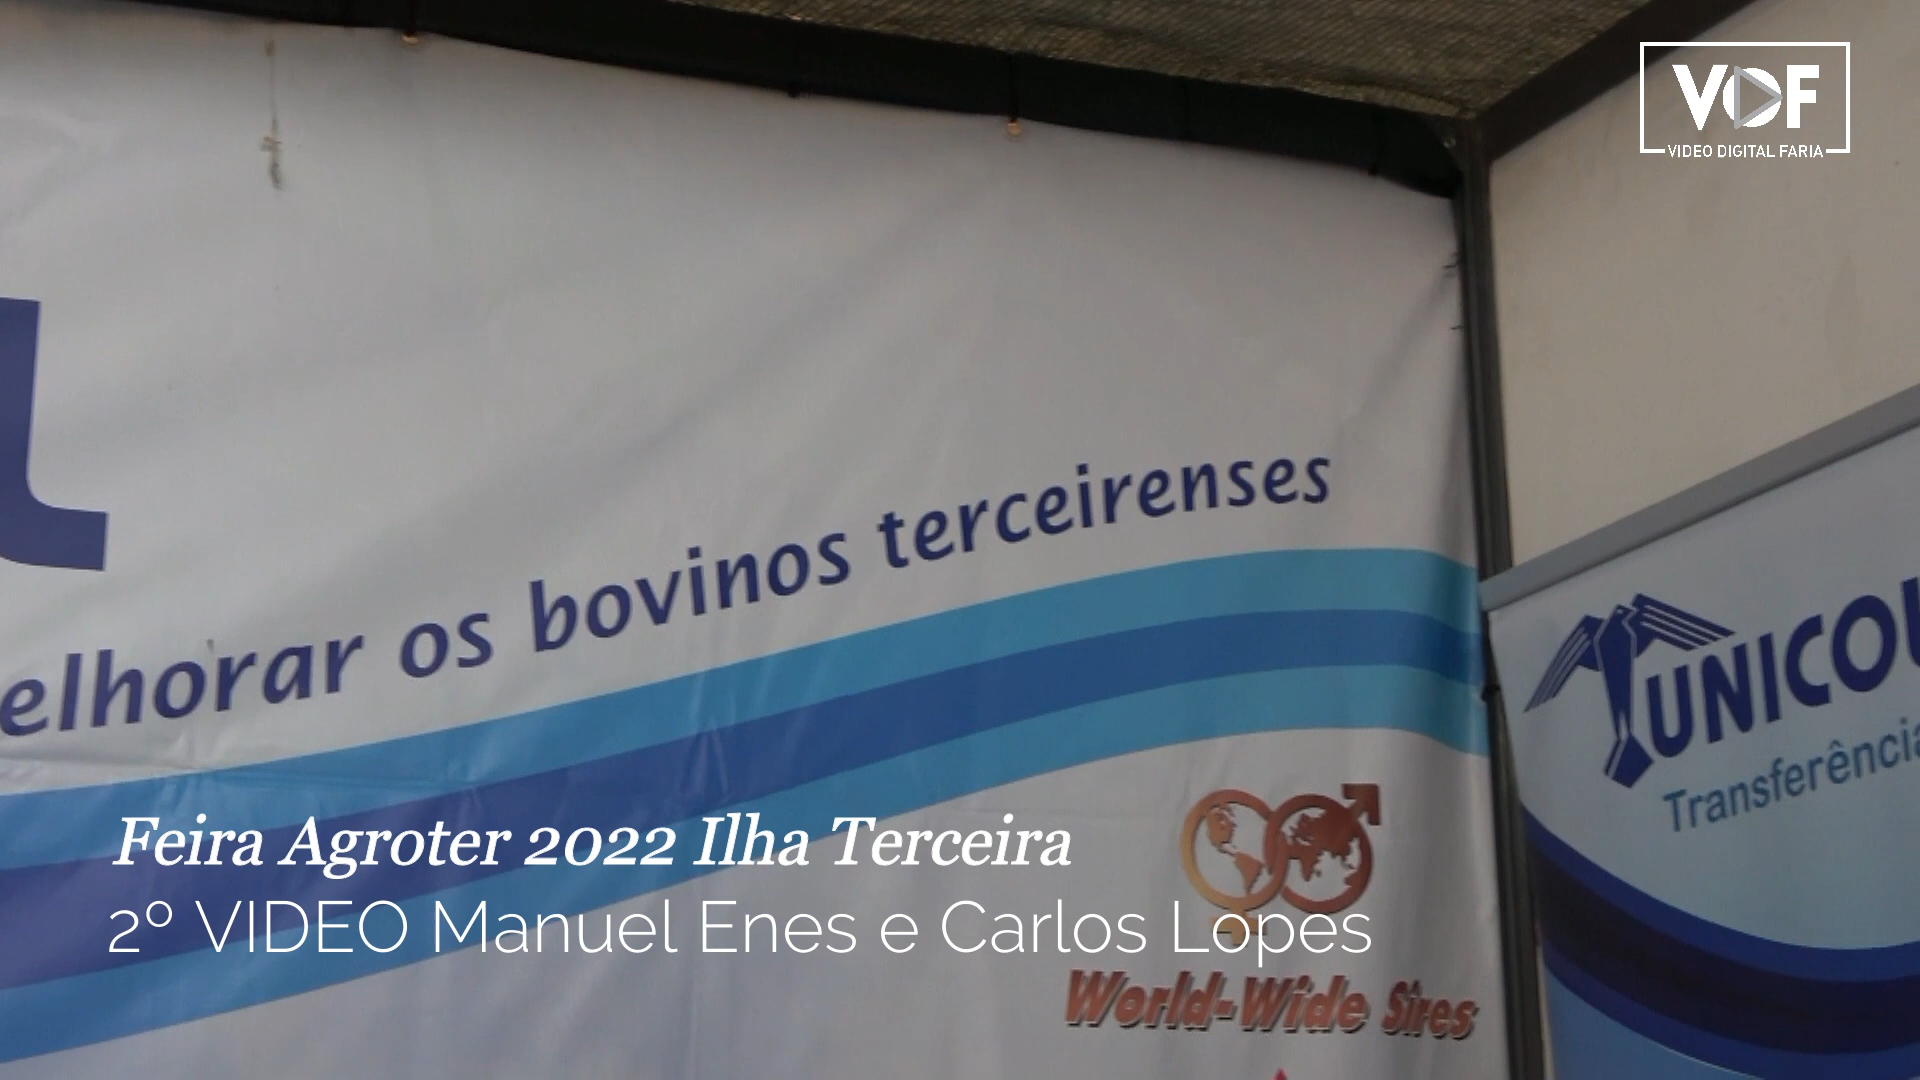 VDF
VIDEO DIGITAL FARIA
elhorar os bovinos terceirenses
UNICO
Transferência
Feira Agroter 2022 Ilha Terceira
2º VIDEO Manuel Enes e Carlos Lopes
World-Wide Sires